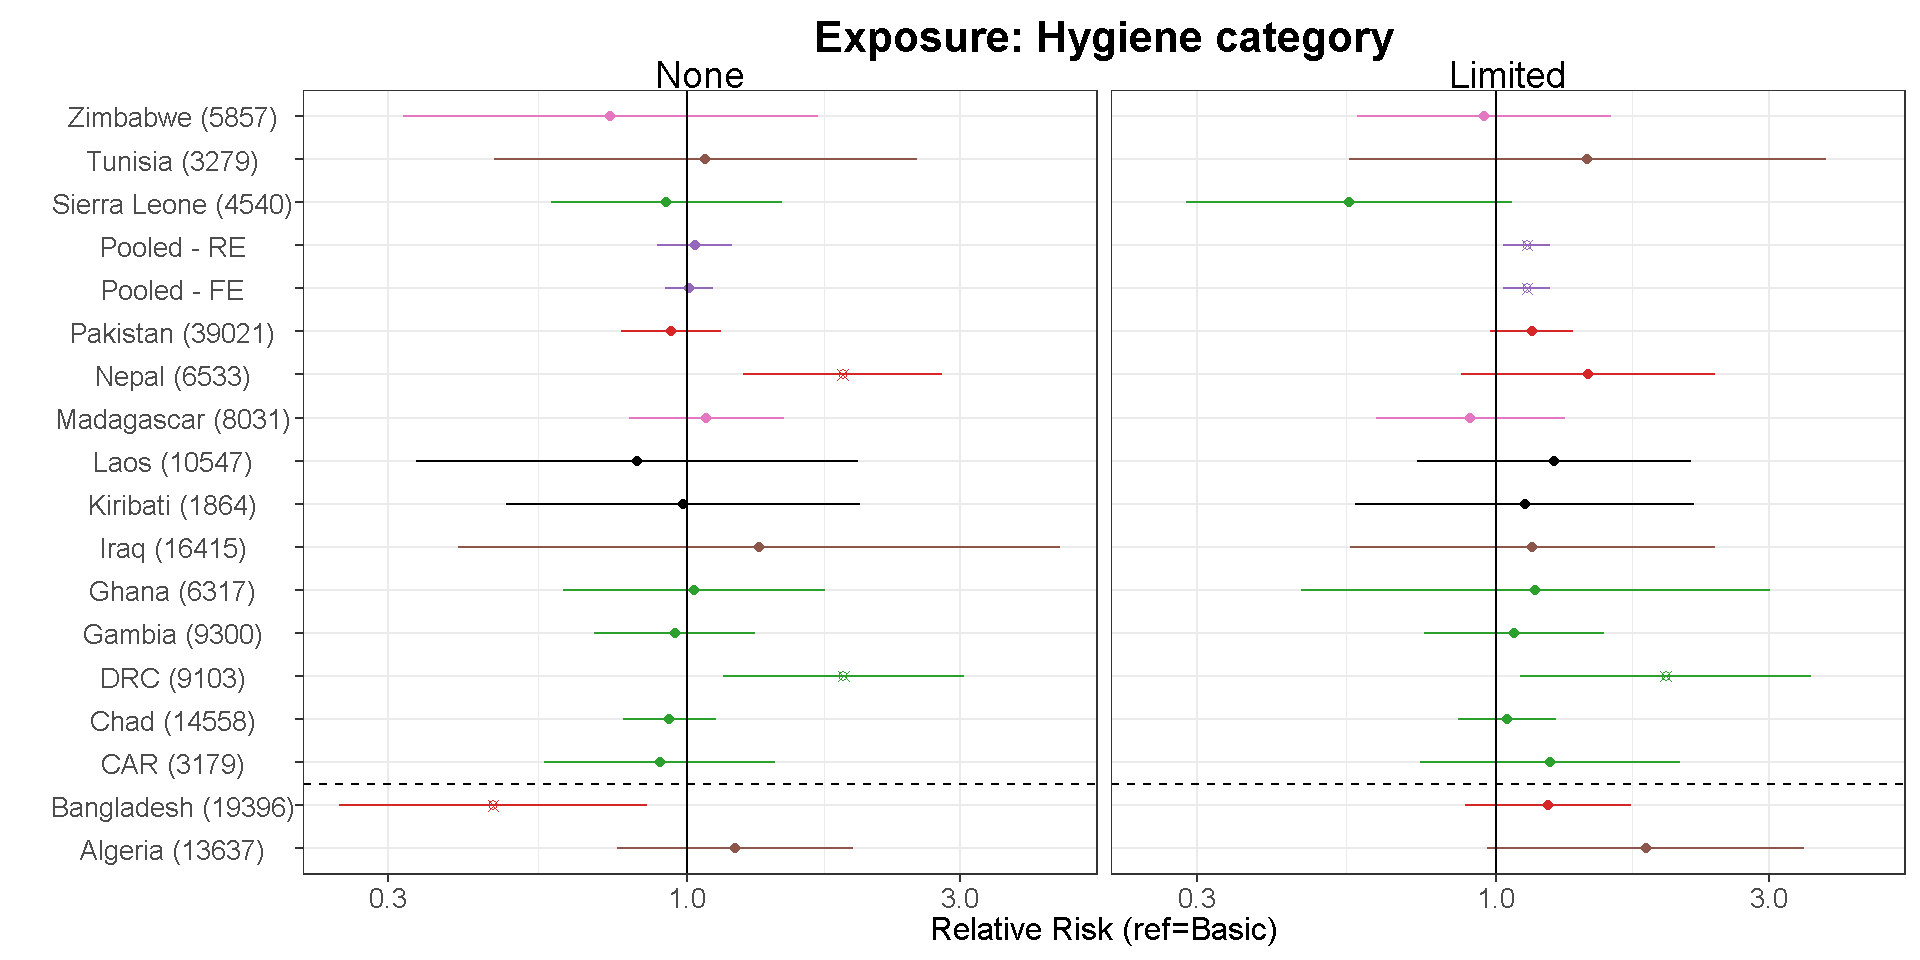 Exposure: Hygiene category
None
Limited
Zimbabwe (5857)
Tunisia (3279)
Sierra Leone (4540)
Pooled - RE
Pooled - FE
Pakistan (39021)
Nepal (6533)
Madagascar (8031)
Laos (10547)
Kiribati (1864)
Iraq (16415)
Ghana (6317)
Gambia (9300)
DRC (9103)
Chad (14558)
CAR (3179)
Bangladesh (19396)
Algeria (13637)
0.3 1.0 3.0 0.3 1.0 3.0
Relative Risk (ref=Basic)